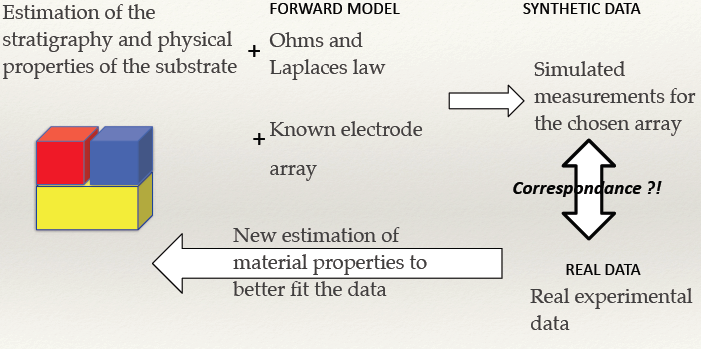 Estimation of the
stratigraphy and physical
properties of the substrate
+
FORWARD MODEL
Ohms and
Laplaces law
+
Known electrode
array
SYNTHETIC DATA
Simulated
measurements for
the chosen array
Correspondance ?!
REAL DATA
Real experimental
data
New estimation of
material properties to
better fit the data